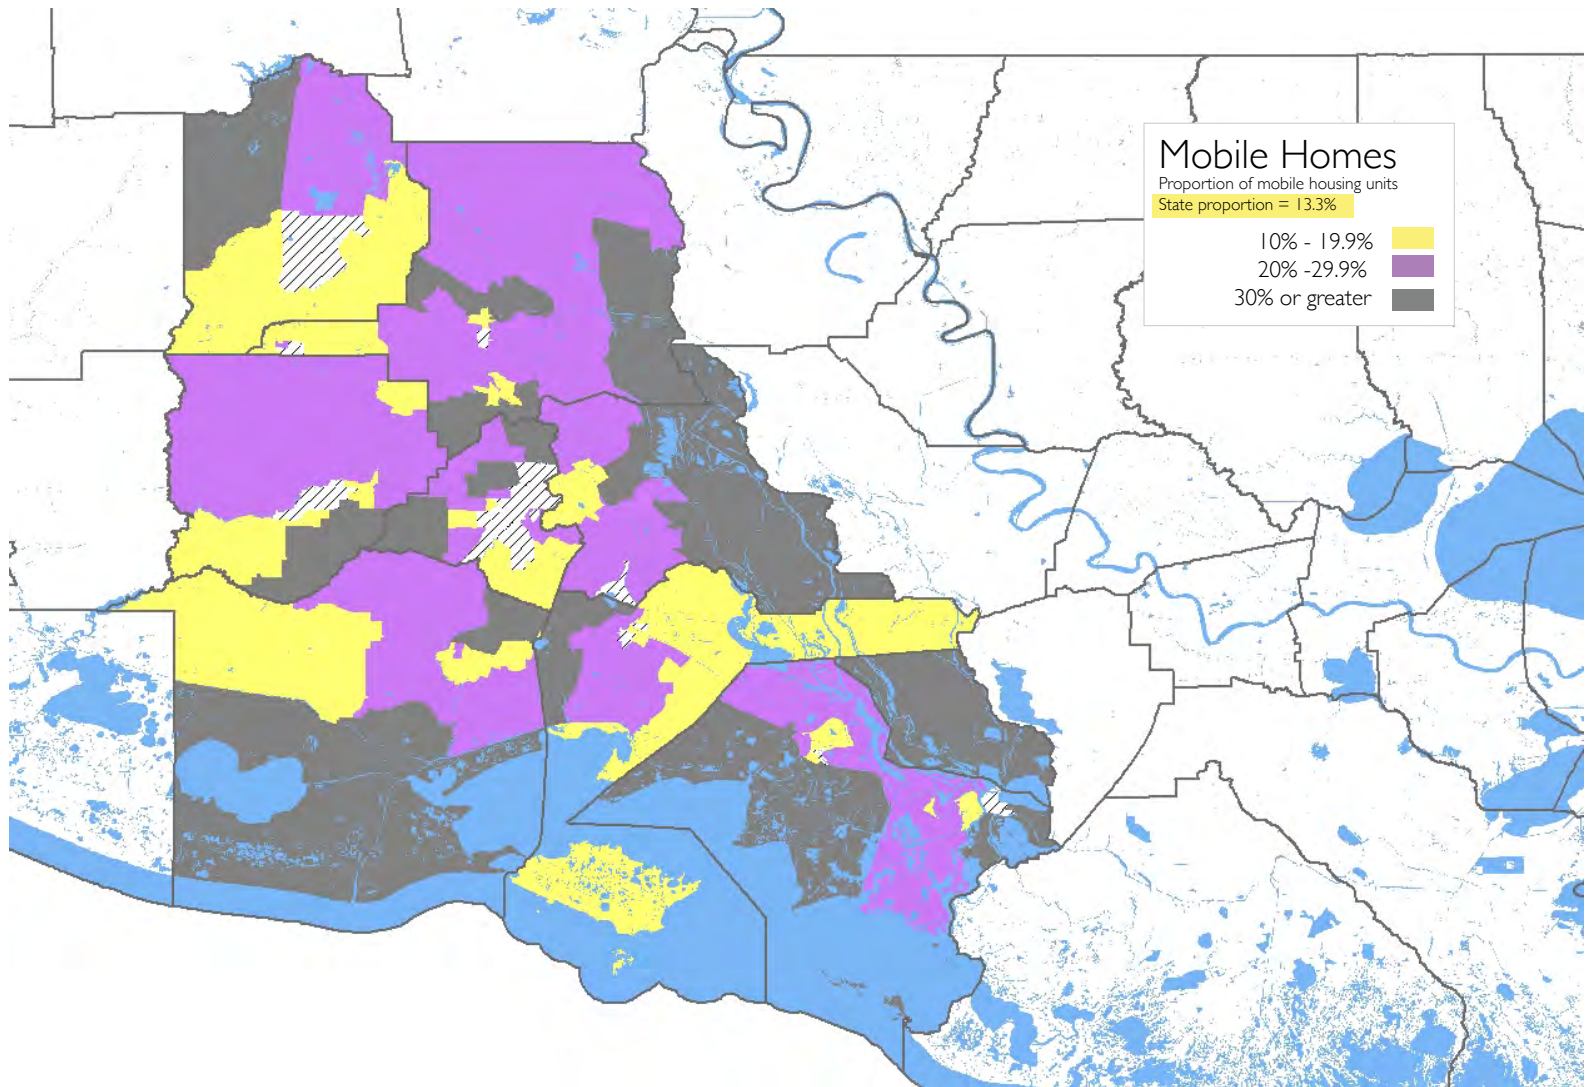 Mobile Homes
Proportion of mobile housing units
State proportion = 13.3%
10% - 19.9%
20% -29.9%
30% or greater